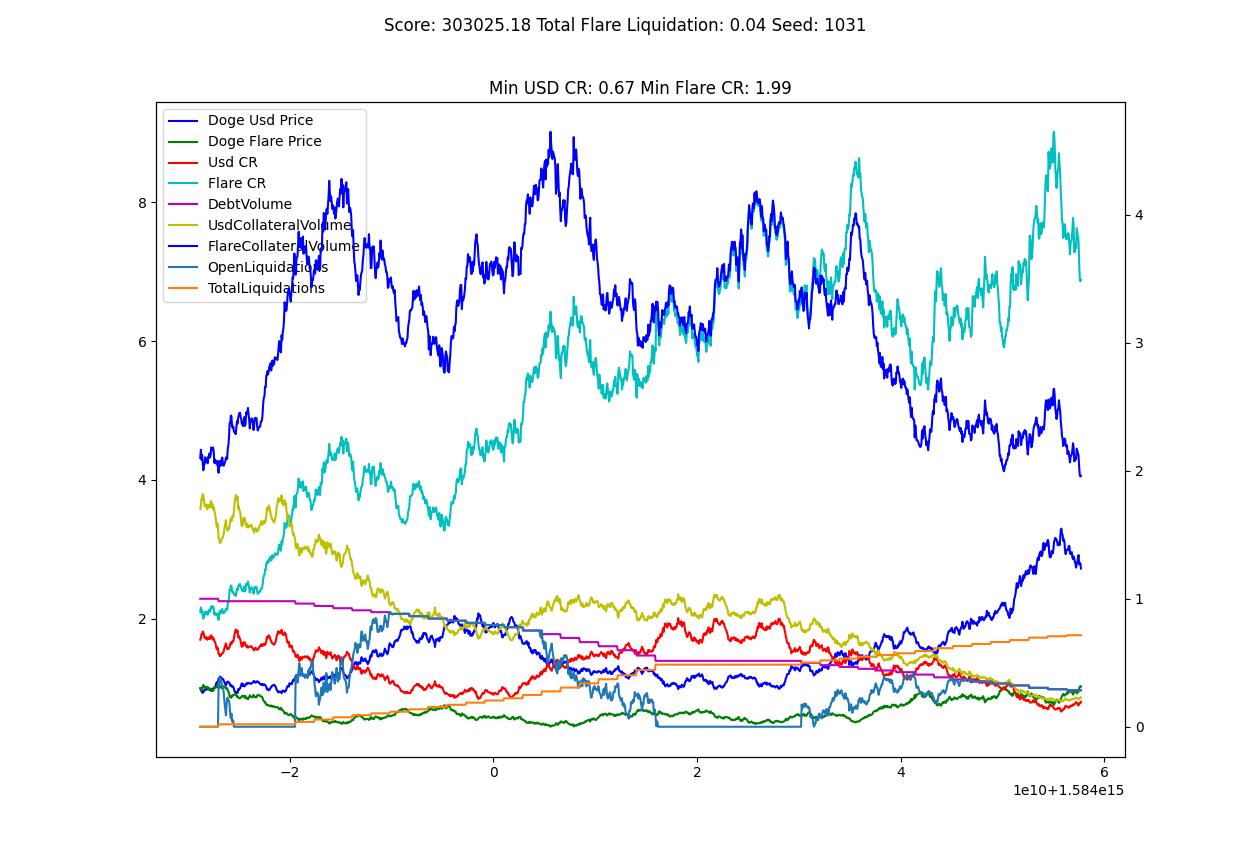 Score: 303025.18 Total Flare Liquidation: 0.04 Seed: 1031
Min USD CR: 0.67 Min Flare CR: 1.99
Doge Usd Price
Doge Flare Price
Usd CR
Flare CR
DebtVolume
UsdCollateralVolume
FlareCollateralVolume
OpenLiquidations
TotalLiquidations
8
6
4
2
4
3
2
1
0
−2
0
2
4
6
1e10+1.584e15